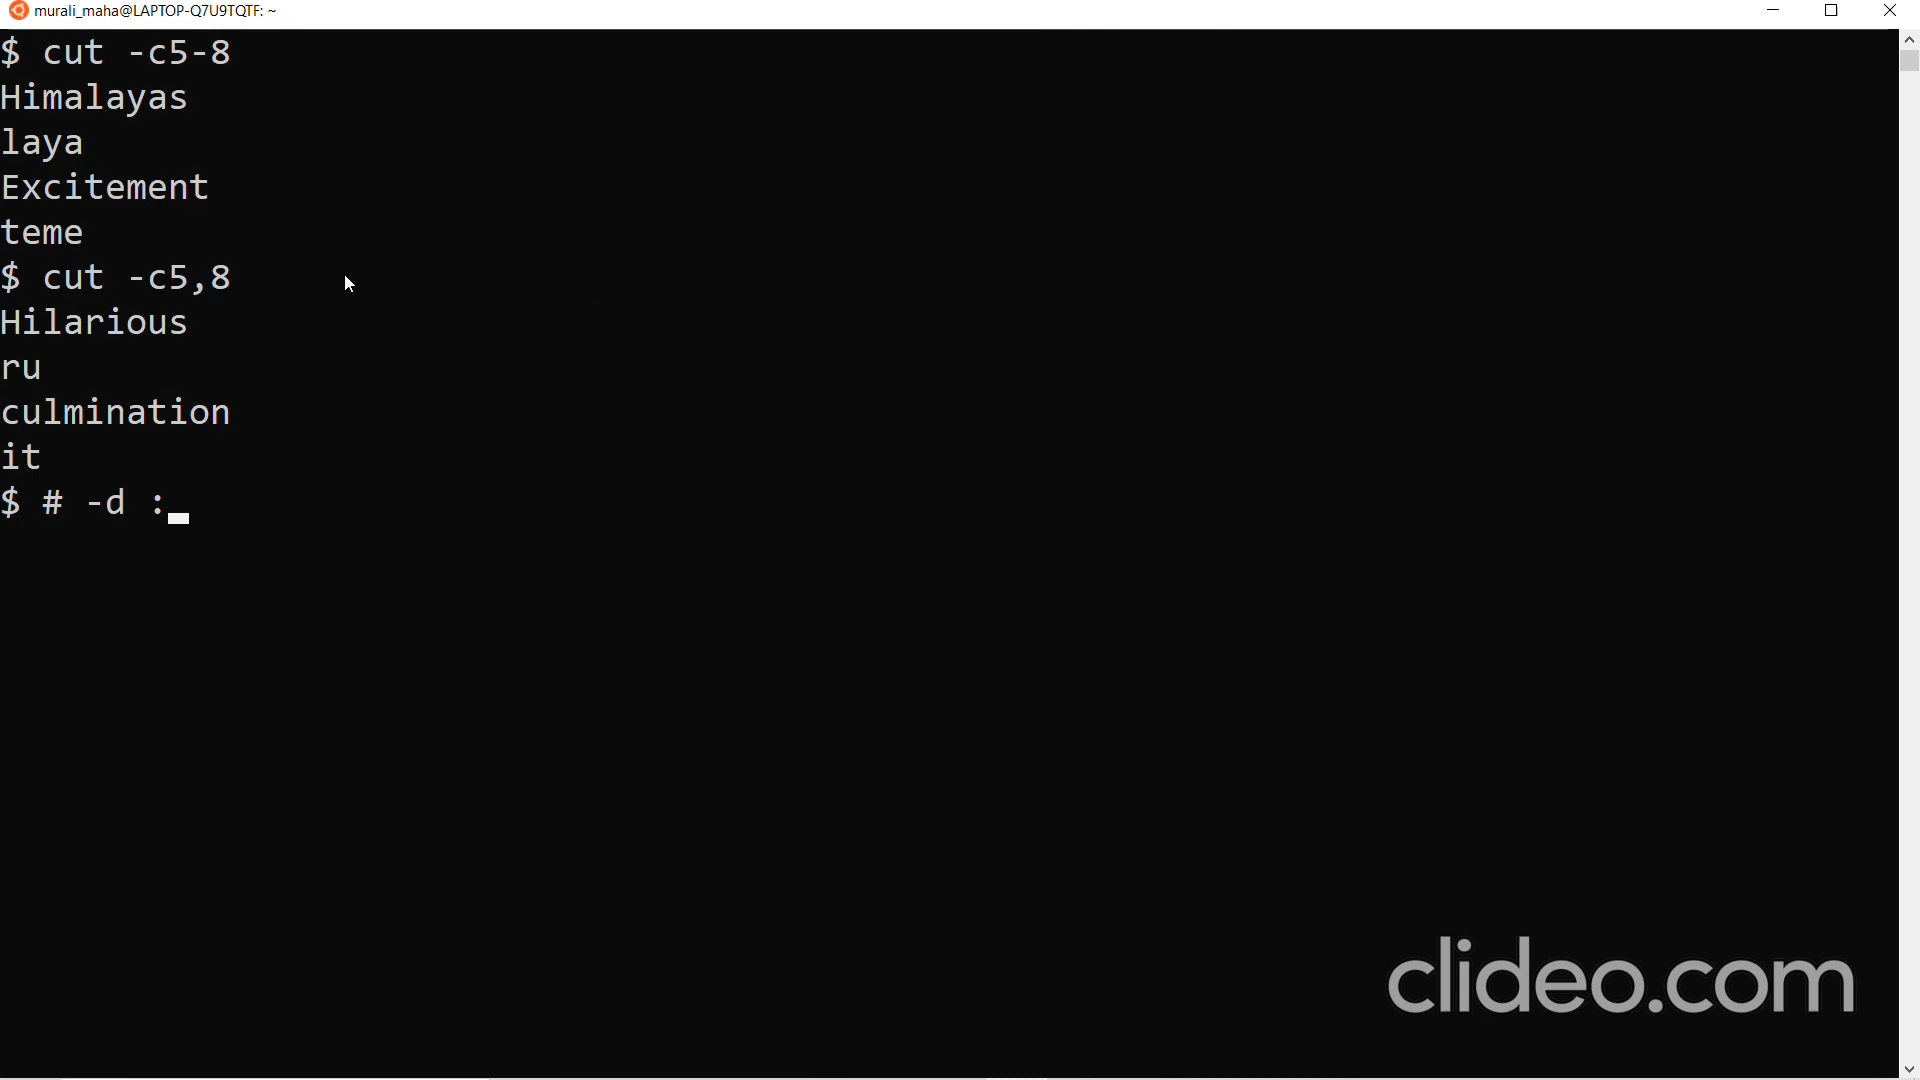 murali_maha@LAPTOP-Q7U9TQTF: ~
$ cut -c5-8
Himalayas
laya
Excitement
teme
$ cut -c5,8
Hilarious
ru
culmination
it
$ # -d :
clideo.com